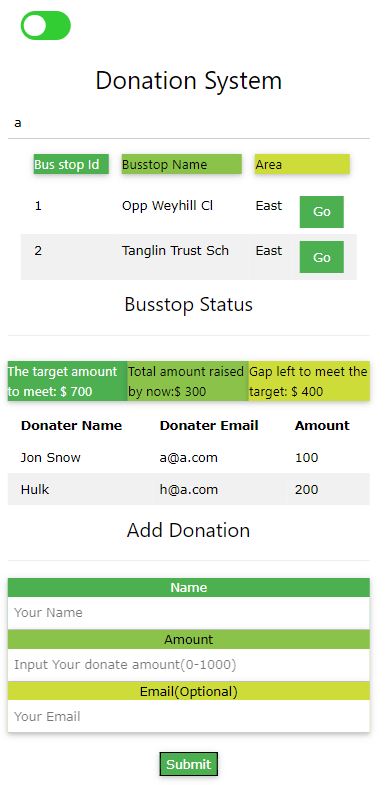 Donation System
a
Bus stop Id Busstop Name Area
1 Opp Weyhill Cl East Go
2 Tanglin Trust Sch East Go
Busstop Status
The target amount to meet: $ 700
Total amount raised by now:$ 300
Gap left to meet the target: $ 400
Donater Name Donater Email Amount
Jon Snow a@a.com 100
Hulk h@a.com 200
Add Donation
Name
Your Name
Amount
Input Your donate amount(0-1000)
Email(Optional)
Your Email
Submit